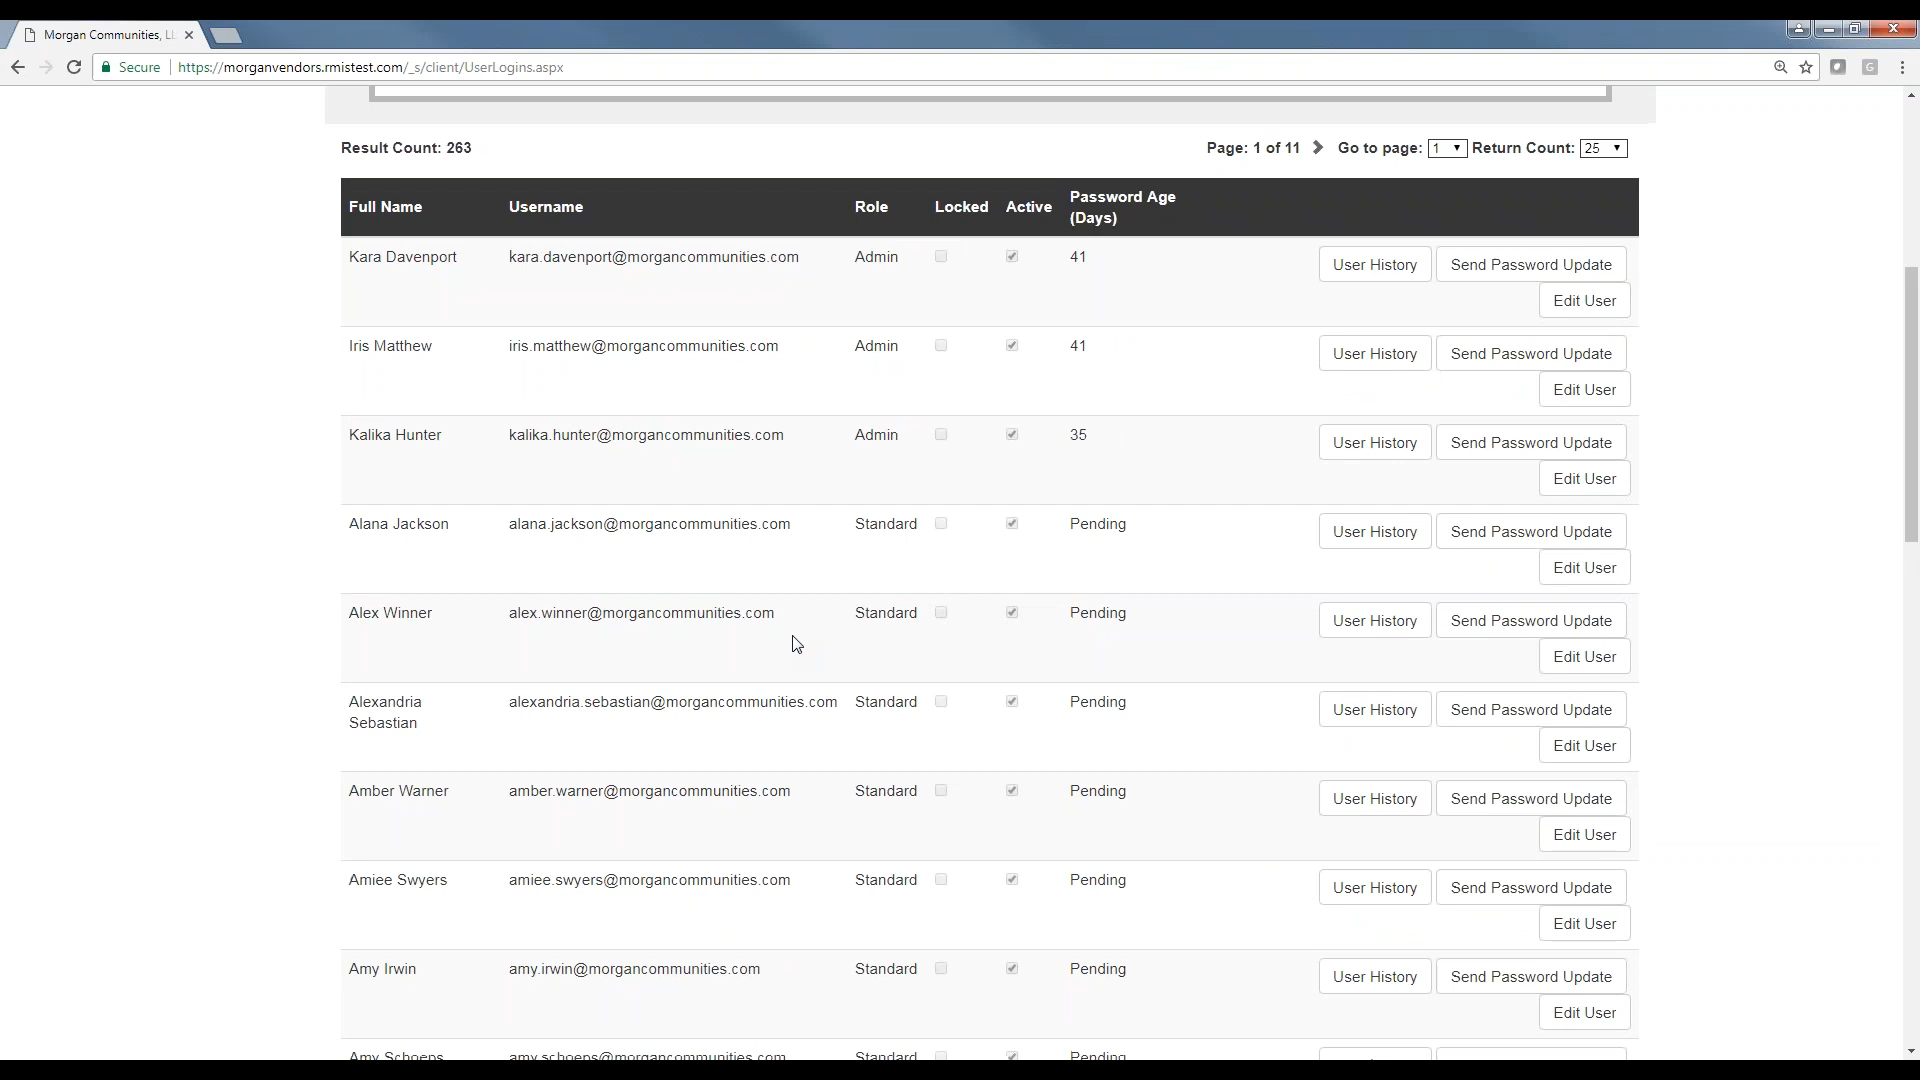 Morgan Communities, L
Secure https://morganvendors.rmistest.com/_s/client/UserLogins.aspx
G
Result Count: 263 Page: 1 of 11 Go to page: 1 Return Count: 25
Full Name Username Role Locked Active Password Age
(Days)
Kara Davenport kara.davenport@morgancommunities.com Admin 41 User History Send Password Update
Edit User
Iris Matthew iris.matthew@morgancommunities.com Admin 41 User History Send Password Update
Edit User
Kalika Hunter kalika.hunter@morgancommunities.com Admin 35 User History Send Password Update
Edit User
Alana Jackson alana.jackson@morgancommunities.com Standard Pending User History Send Password Update
Edit User
Alex Winner alex.winner@morgancommunities.com Standard Pending User History Send Password Update
Edit User
Alexandria alexandria.sebastian@morgancommunities.com Standard Pending User History Send Password Update
Sebastian
Edit User
Amber Warner amber.warner@morgancommunities.com Standard Pending User History Send Password Update
Edit User
Amiee Swyers amiee.swyers@morgancommunities.com Standard Pending User History Send Password Update
Edit User
Amy Irwin amy.irwin@morgancommunities.com Standard Pending User History Send Password Update
Edit User
Amy Schoeps amy.schoeps@morgancommunities.com Standard Pending